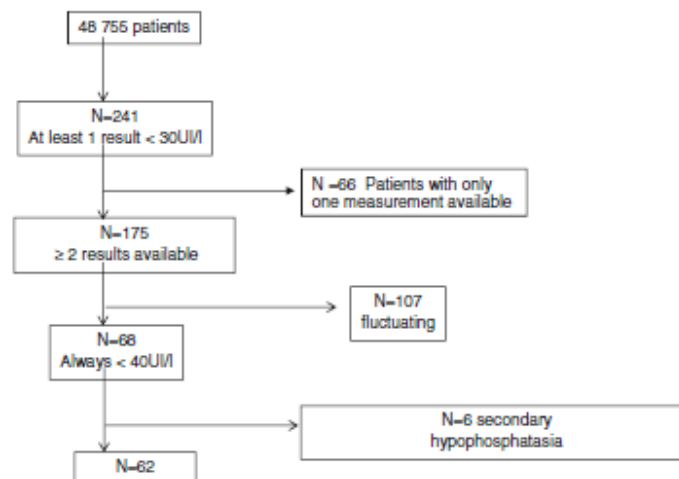 48 755 patients
N=241
At least 1 result < 30UI/l
N =66 Patients with only
one measurement available
N=175
≥ 2 results available
N=107
fluctuating
N=68
Always < 40UI/l
N=6 secondary
hypophosphatasia
N=62